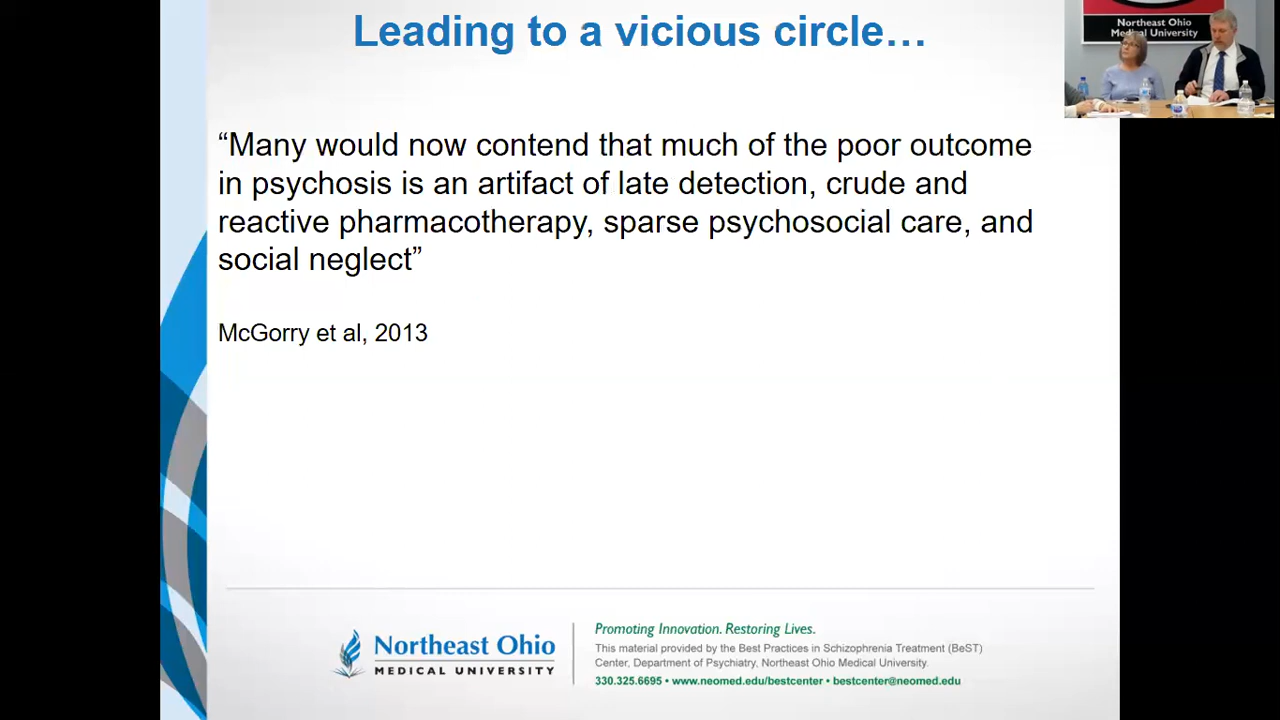 Leading to a vicious circle…
Northeast Ohio
Medical University
“Many would now contend that much of the poor outcome
in psychosis is an artifact of late detection, crude and
reactive pharmacotherapy, sparse psychosocial care, and
social neglect”
McGorry et al, 2013
Northeast Ohio
MEDICAL UNIVERSITY
Promoting Innovation. Restoring Lives.
This material provided by the Best Practices in Schizophrenia Treatment (BeST)
Center, Department of Psychiatry, Northeast Ohio Medical University.
330.325.6695 • www.neomed.edu/bestcenter • bestcenter@neomed.edu